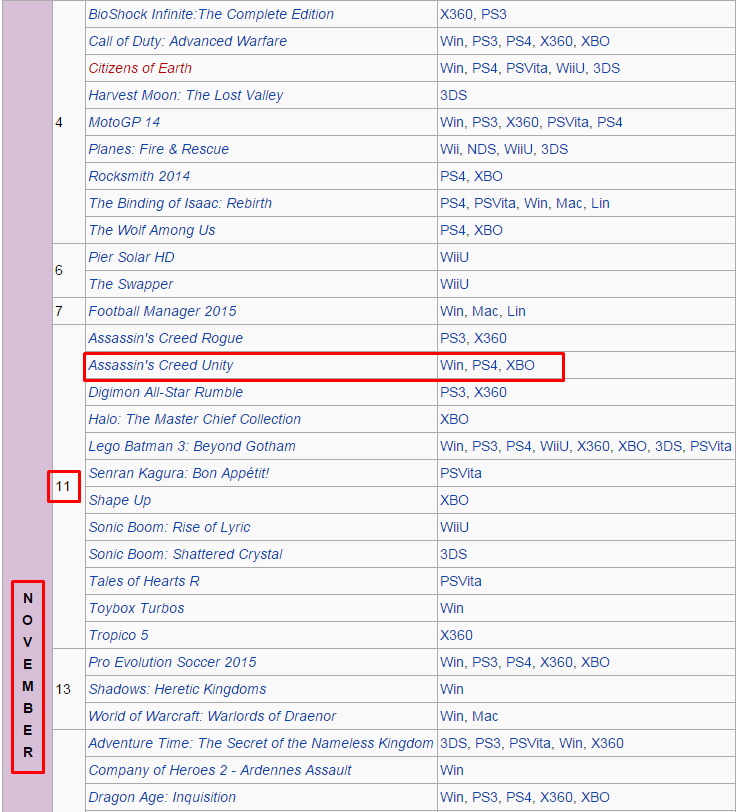 BioShock Infinite:The Complete Edition X360, PS3
Call of Duty: Advanced Warfare Win, PS3, PS4, X360, XBO
Citizens of Earth Win, PS4, PSVita, WiiU, 3DS
Harvest Moon: The Lost Valley 3DS
4 MotoGP 14 Win, PS3, X360, PSVita, PS4
Planes: Fire & Rescue Wii, NDS, WiiU, 3DS
Rocksmith 2014 PS4, XBO
The Binding of Isaac: Rebirth PS4, PSVita, Win, Mac, Lin
The Wolf Among Us PS4, XBO
6 Pier Solar HD WiiU
The Swapper WiiU
7 Football Manager 2015 Win, Mac, Lin
Assassin's Creed Rogue PS3, X360
Assassin's Creed Unity Win, PS4, XBO
Digimon All-Star Rumble PS3, X360
Halo: The Master Chief Collection XBO
Lego Batman 3: Beyond Gotham Win, PS3, PS4, WiiU, X360, XBO, 3DS, PSVita
Senran Kagura: Bon Appétit! PSVita
11 Shape Up XBO
Sonic Boom: Rise of Lyric WiiU
Sonic Boom: Shattered Crystal 3DS
Tales of Hearts R PSVita
Toybox Turbos Win
Tropico 5 X360
Pro Evolution Soccer 2015 Win, PS3, PS4, X360, XBO
13 Shadows: Heretic Kingdoms Win
World of Warcraft: Warlords of Draenor Win, Mac
Adventure Time: The Secret of the Nameless Kingdom 3DS, PS3, PSVita, Win, X360
Company of Heroes 2 - Ardennes Assault Win
Dragon Age: Inquisition Win, PS3, PS4, X360, XBO
NOVEMBER